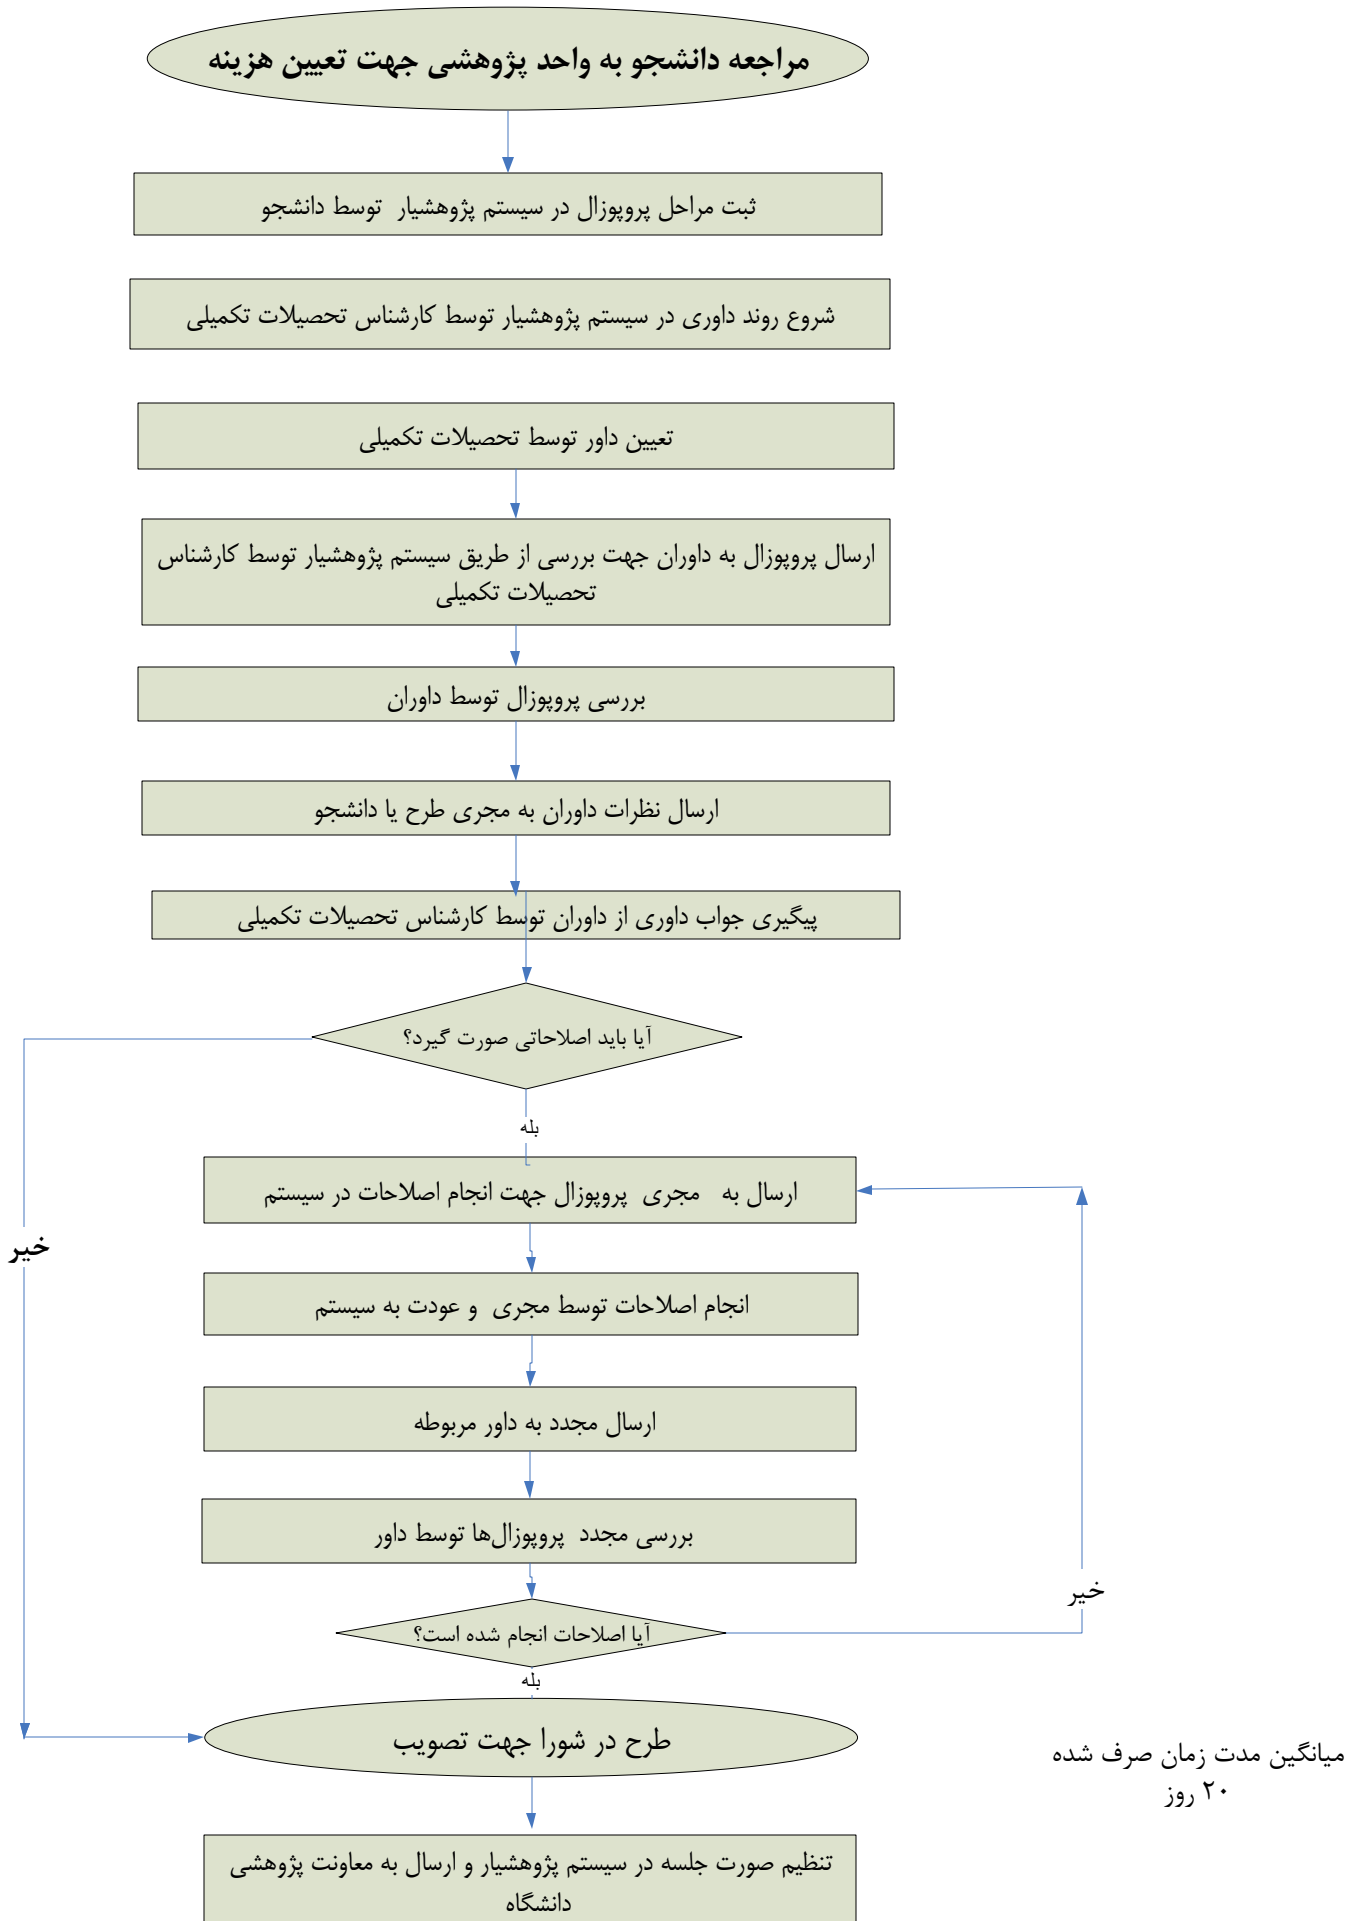 مراجعه دانشجو به واحد پژوهشی جهت تعیین هزینه
ثبت مراحل پروپوزال در سیستم پژوهشیار توسط دانشجو
شروع روند داوری در سیستم پژوهشیار توسط کارشناس تحصیلات تکمیلی
تعیین داور توسط تحصیلات تکمیلی
ارسال پروپوزال به داوران جهت بررسی از طریق سیستم پژوهشیار توسط کارشناس
تحصیلات تکمیلی
بررسی پروپوزال توسط داوران
ارسال نظرات داوران به مجری طرح یا دانشجو
پیگیری جواب داوری از داوران توسط کارشناس تحصیلات تکمیلی
آیا باید اصلاحاتی صورت گیرد؟
بله
ارسال به مجری پروپوزال جهت انجام اصلاحات در سیستم
خیر
انجام اصلاحات توسط مجری و عودت به سیستم
ارسال مجدد به داور مربوطه
بررسی مجدد پروپوزال‌ها توسط داور
خیر
آیا اصلاحات انجام شده است؟
بله
طرح در شورا جهت تصویب
میانگین مدت زمان صرف شده
۲۰ روز
تنظیم صورت جلسه در سیستم پژوهشیار و ارسال به معاونت پژوهشی
دانشگاه